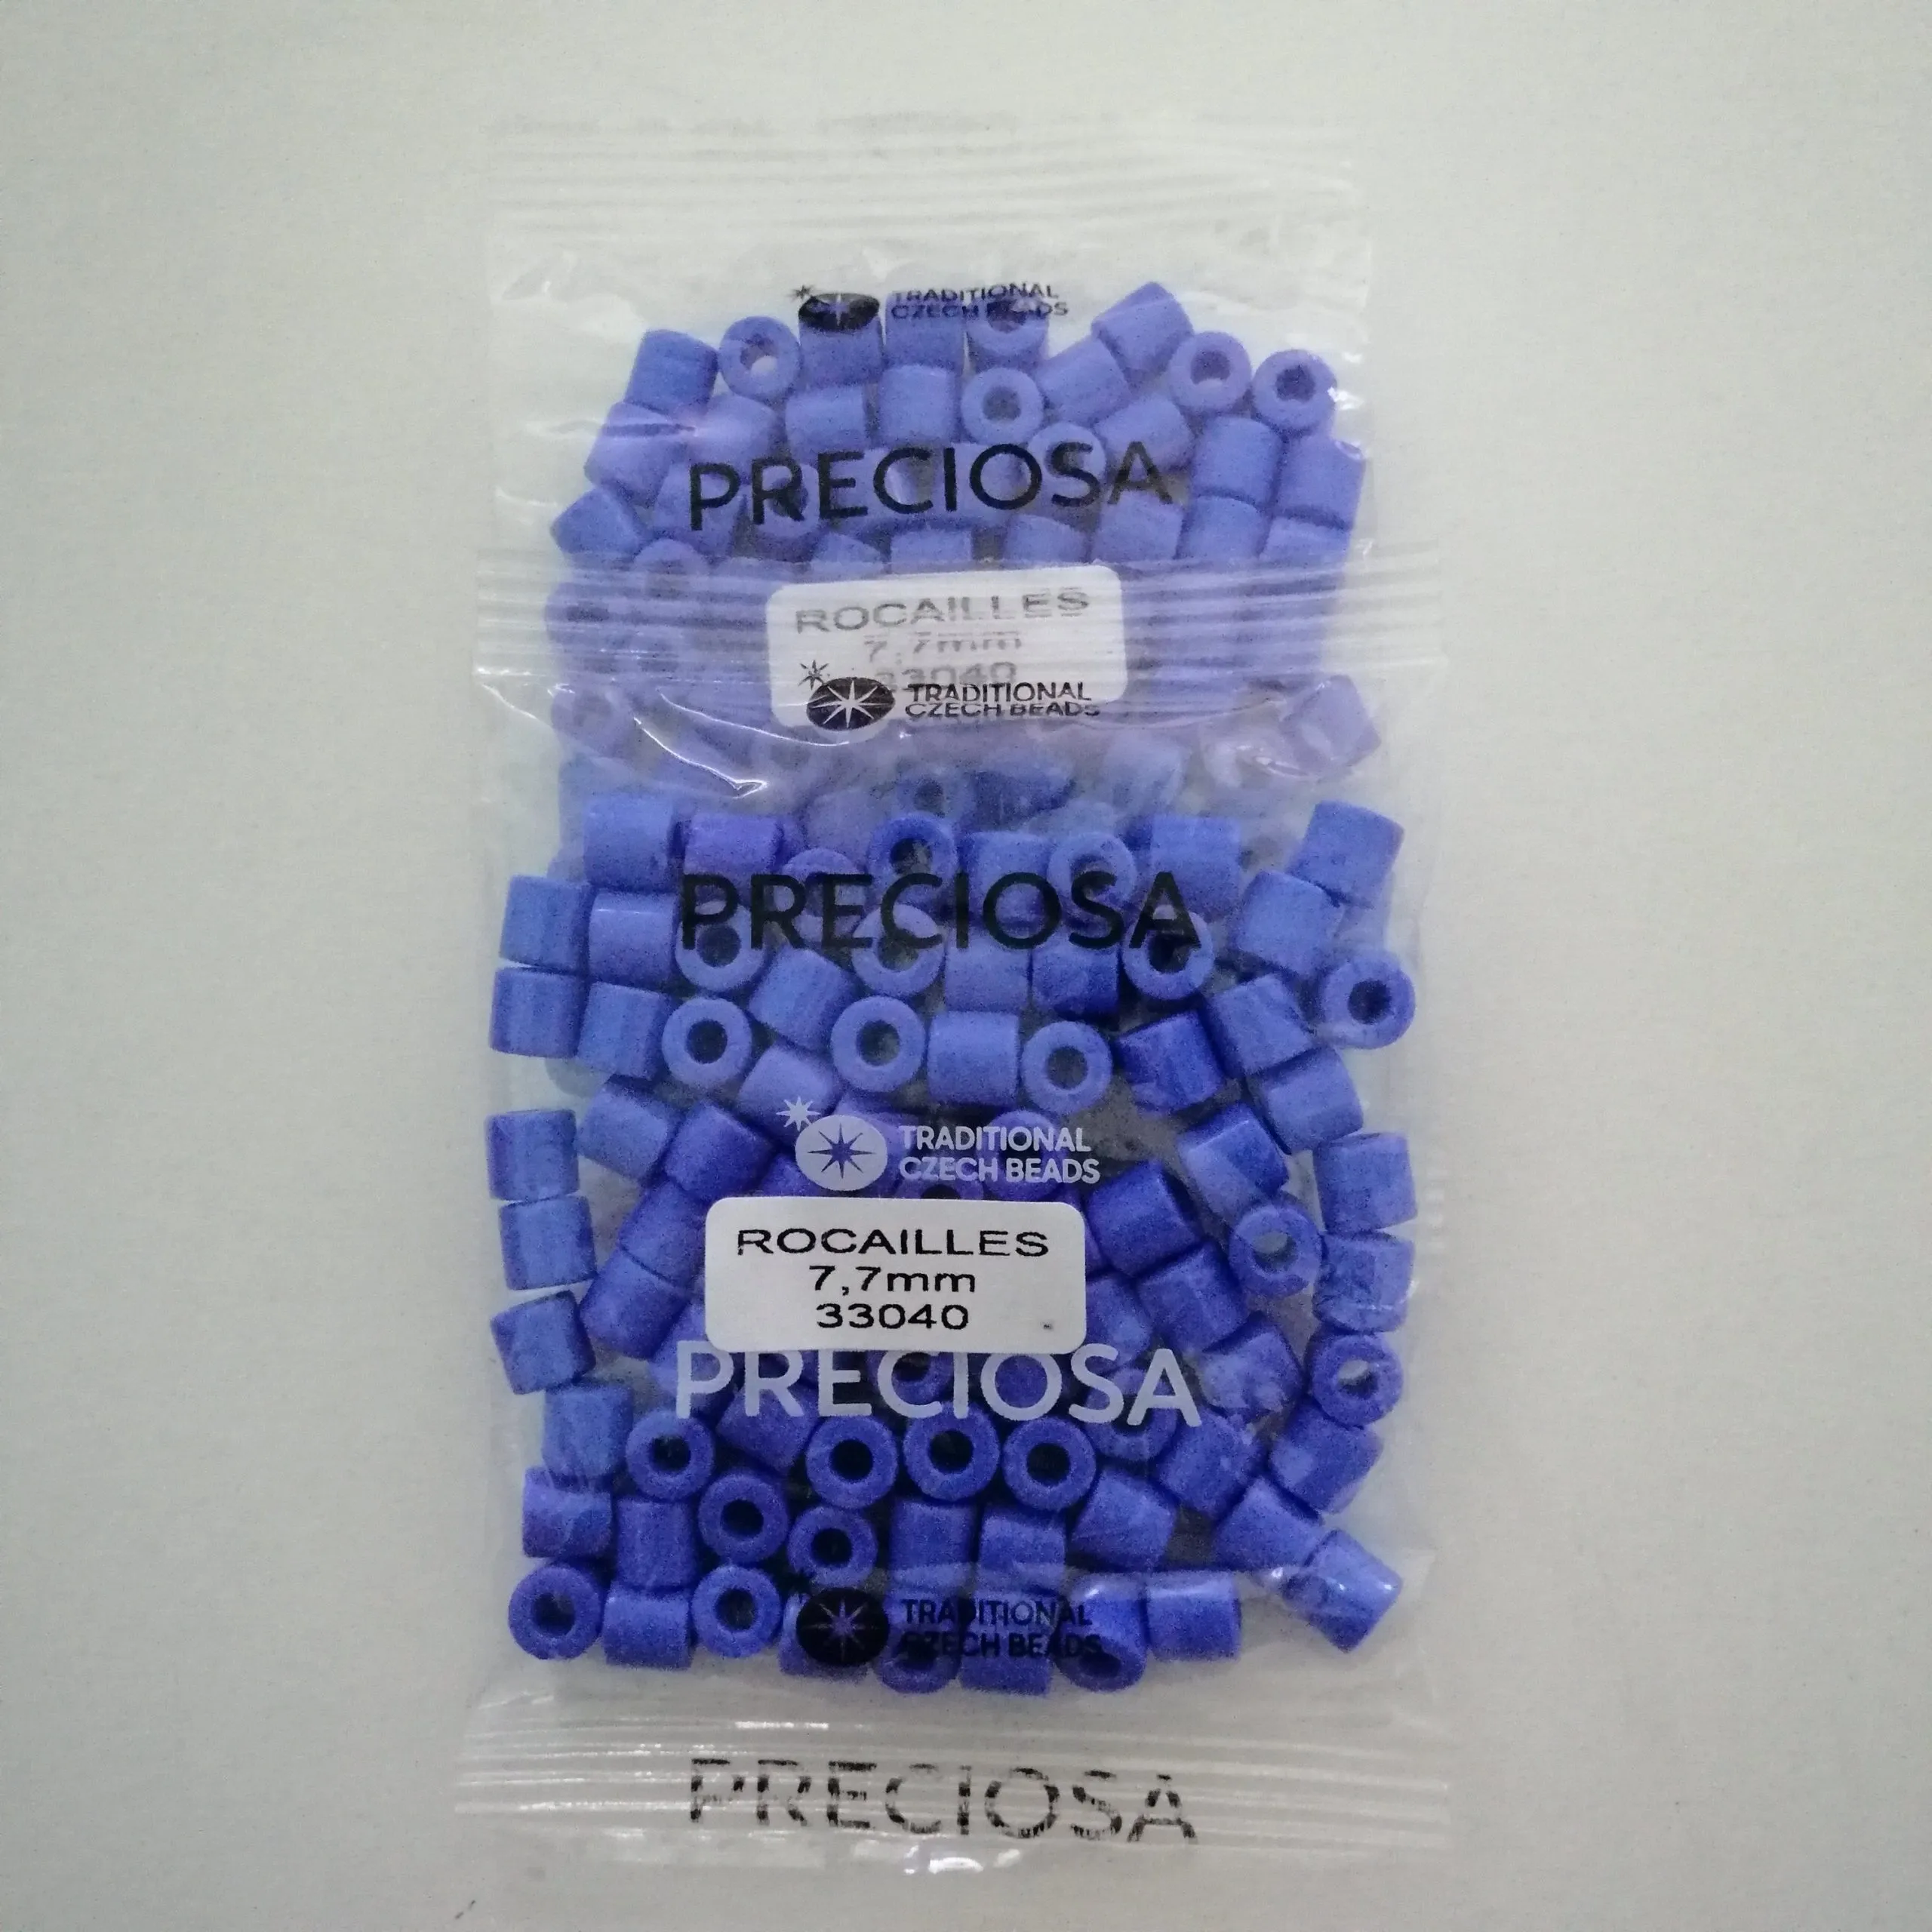 TRADITIONAL
CZECH BEADS
PRECIOSA
ROCAILLES
7,7mm
33040
TRADITIONAL
CZECH BEADS
PRECIOSA
TRADITIONAL
CZECH BEADS
ROCAILLES
7,7mm
33040
PRECIOSA
TRADITIONAL
CZECH BEADS
PRECIOSA